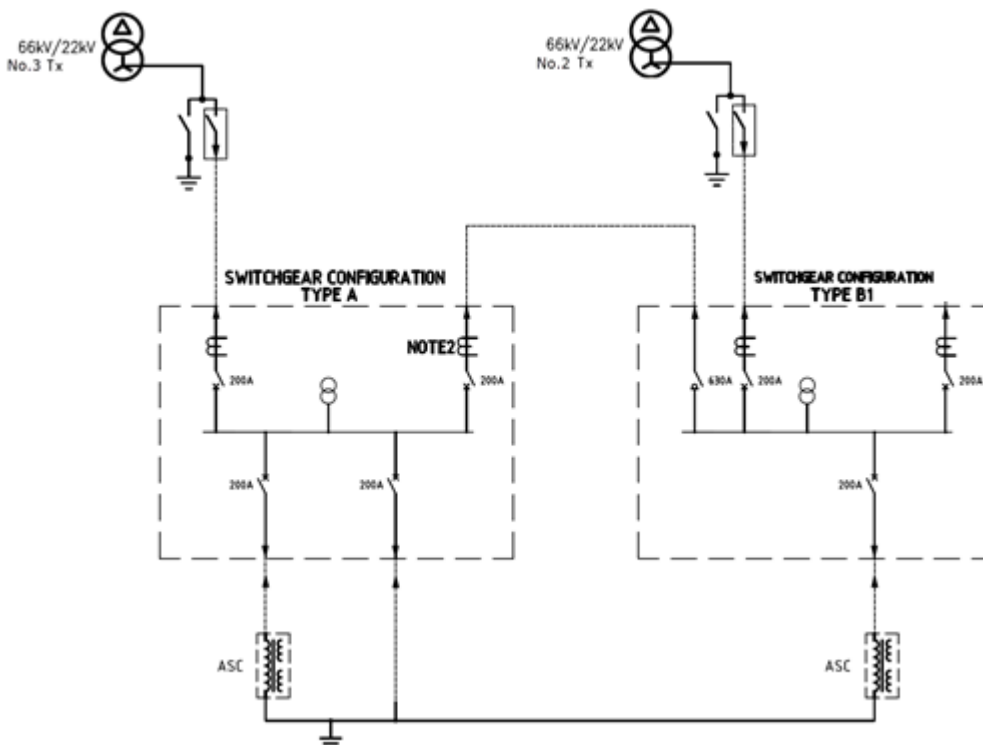 66kV/22kV
No.3 Tx
66kV/22kV
No.2 Tx
SWITCHGEAR CONFIGURATION
TYPE A
SWITCHGEAR CONFIGURATION
TYPE B1
NOTE2
200A
200A
630A
200A
200A
200A
200A
200A
ASC
ASC